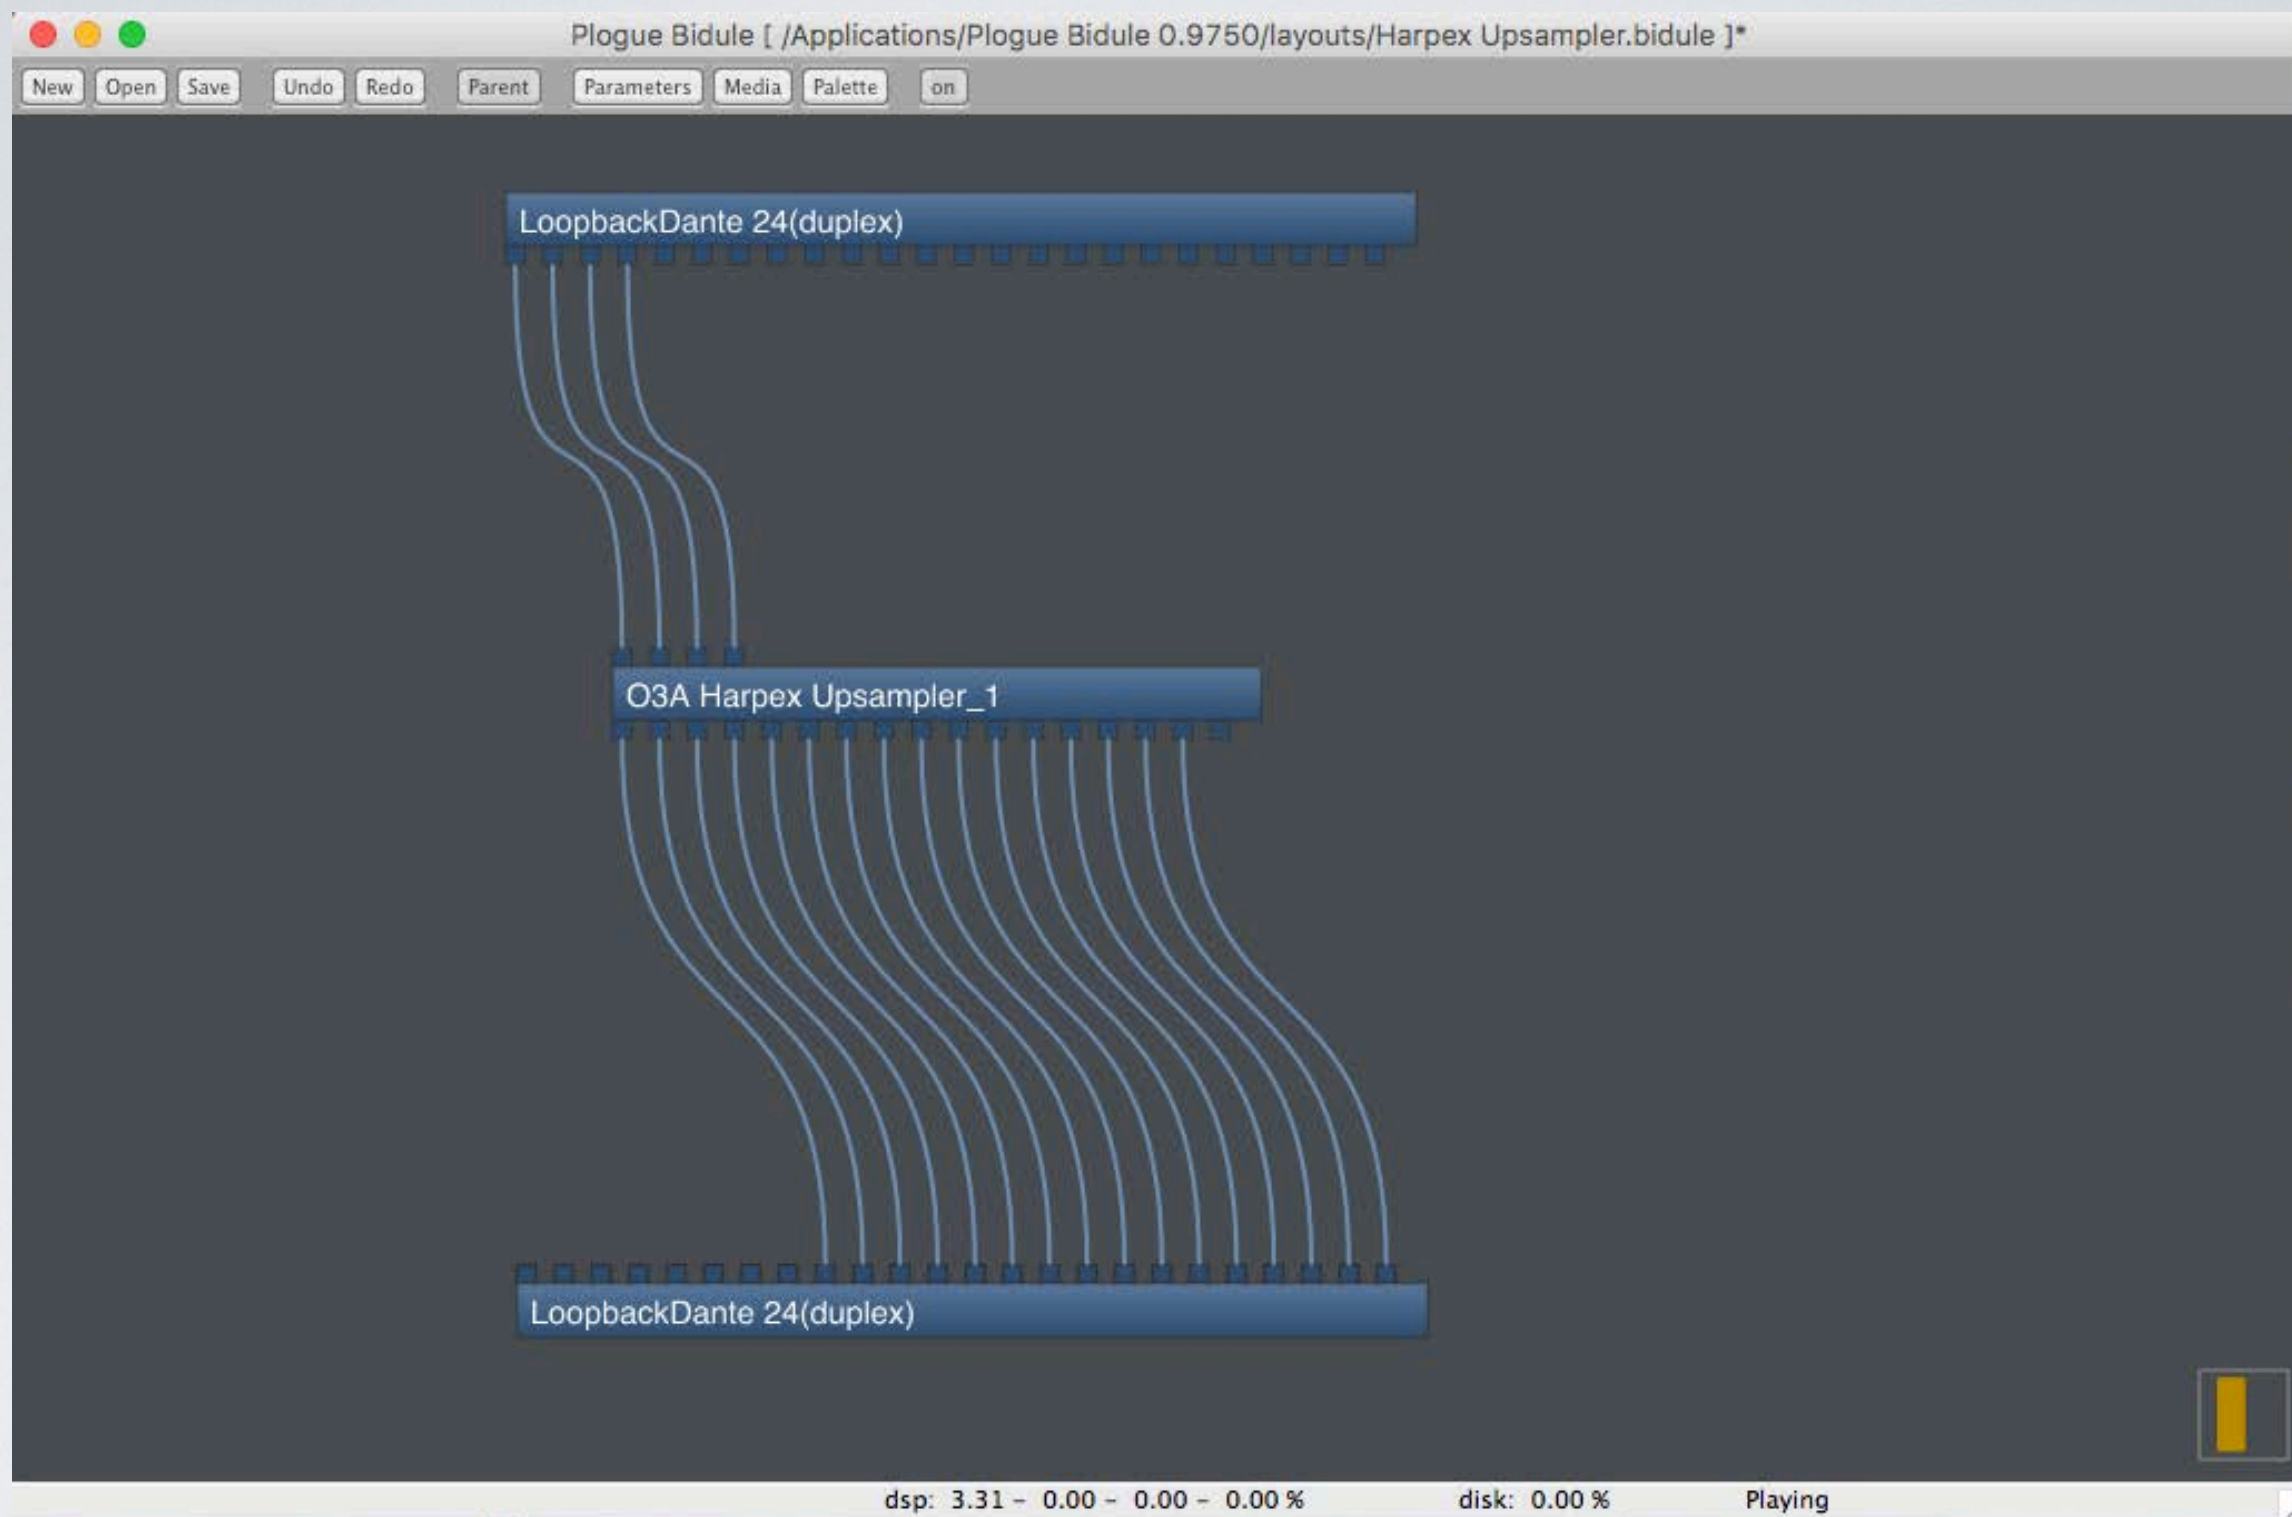 Plogue Bidule [ /Applications/Plogue Bidule 0.9750/layouts/Harpex Upsampler.bidule ]*
New Open Save Undo Redo Parent Parameters Media Palette on
LoopbackDante 24(duplex)
O3A Harpex Upsampler_1
LoopbackDante 24(duplex)
dsp: 3.31 – 0.00 – 0.00 – 0.00 % disk: 0.00 % Playing